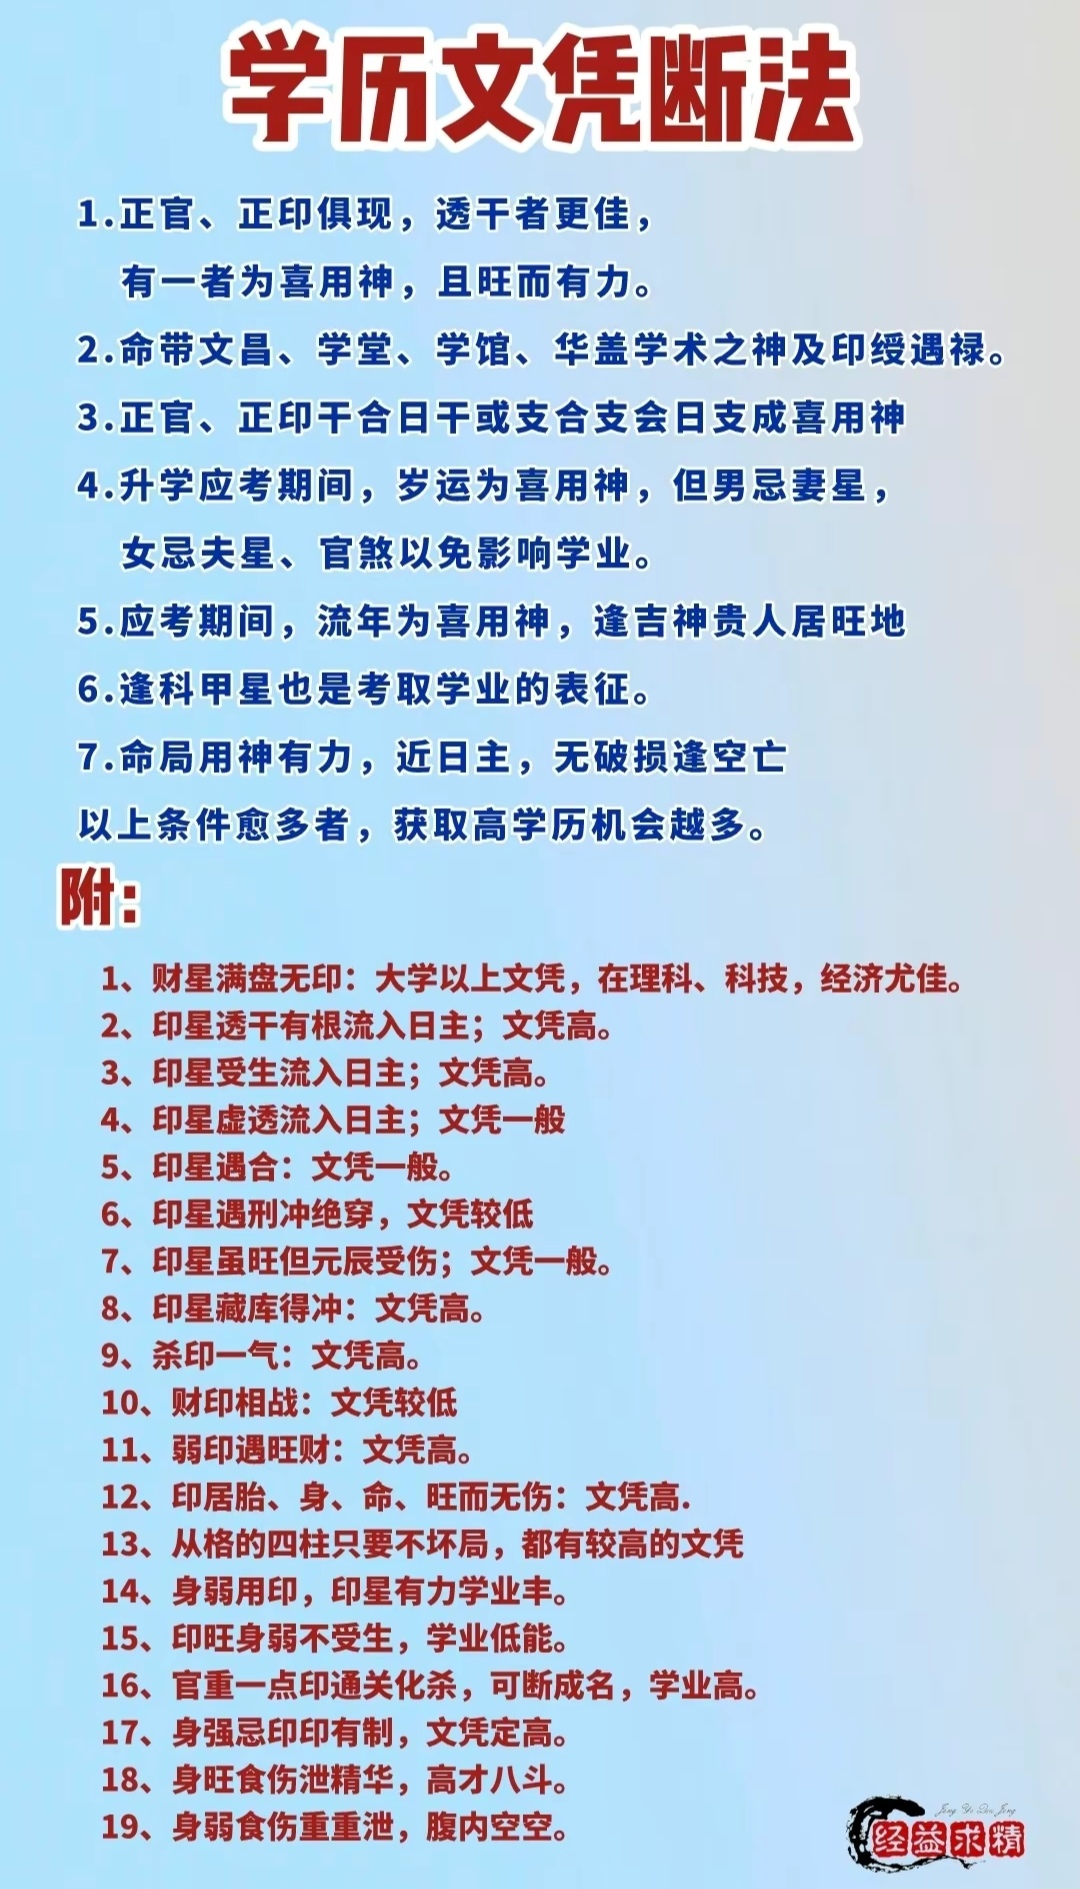 学历文凭断法
1.正官、正印俱现，透干者更佳，
有一者为喜用神，且旺而有力。
2.命带文昌、学堂、学馆、华盖学术之神及印绶遇禄。
3.正官、正印干合日干或支合支会日支成喜用神
4.升学应考期间，岁运为喜用神，但男忌妻星，
女忌夫星、官煞以免影响学业。
5.应考期间，流年为喜用神，逢吉神贵人居旺地
6.逢科甲星也是考取学业的表征。
7.命局用神有力，近日主，无破损逢空亡
以上条件愈多者，获取高学历机会越多。
附：
1、财星满盘无印：大学以上文凭，在理科、科技，经济尤佳。
2、印星透干有根流入日主；文凭高。
3、印星受生流入日主；文凭高。
4、印星虚透流入日主；文凭一般
5、印星遇合：文凭一般。
6、印星遇刑冲绝穿，文凭较低
7、印星虽旺但元辰受伤；文凭一般。
8、印星藏库得冲：文凭高。
9、杀印一气：文凭高。
10、财印相战：文凭较低
11、弱印遇旺财：文凭高。
12、印居胎、身、命、旺而无伤：文凭高.
13、从格的四柱只要不坏局，都有较高的文凭
14、身弱用印，印星有力学业丰。
15、印旺身弱不受生，学业低能。
16、官重一点印通关化杀，可断成名，学业高。
17、身强忌印印有制，文凭定高。
18、身旺食伤泄精华，高才八斗。
19、身弱食伤重重泄，腹内空空。
Jing Yi Qiu Jing
经益求精